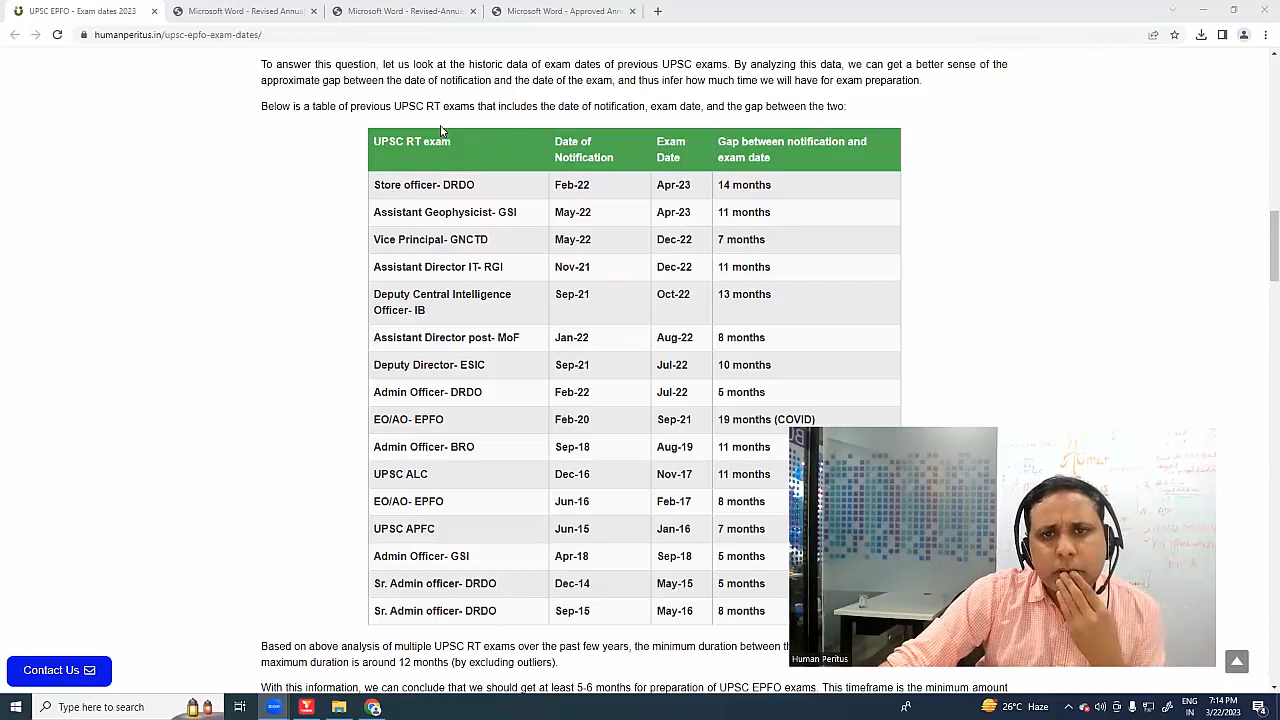 UPSC EPFO - Exam dates 2023
Microsoft Word - Revised Annua
Microsoft Word - Revised-Annua
Microsoft Word - Approved Ann
humanperitus.in/upsc-epfo-exam-dates/
To answer this question, let us look at the historic data of exam dates of previous UPSC exams. By analyzing this data, we can get a better sense of the
approximate gap between the date of notification and the date of the exam, and thus infer how much time we will have for exam preparation.
Below is a table of previous UPSC RT exams that includes the date of notification, exam date, and the gap between the two:
UPSC RT exam Date of Notification Exam Date Gap between notification and exam date
Store officer- DRDO Feb-22 Apr-23 14 months
Assistant Geophysicist- GSI May-22 Apr-23 11 months
Vice Principal- GNCTD May-22 Dec-22 7 months
Assistant Director IT- RGI Nov-21 Dec-22 11 months
Deputy Central Intelligence Officer- IB Sep-21 Oct-22 13 months
Assistant Director post- MoF Jan-22 Aug-22 8 months
Deputy Director- ESIC Sep-21 Jul-22 10 months
Admin Officer- DRDO Feb-22 Jul-22 5 months
EO/AO- EPFO Feb-20 Sep-21 19 months (COVID)
Admin Officer- BRO Sep-18 Aug-19 11 months
UPSC ALC Dec-16 Nov-17 11 months
EO/AO- EPFO Jun-16 Feb-17 8 months
UPSC APFC Jun-15 Jan-16 7 months
Admin Officer- GSI Apr-18 Sep-18 5 months
Sr. Admin officer- DRDO Dec-14 May-15 5 months
Sr. Admin officer- DRDO Sep-15 May-16 8 months
Based on above analysis of multiple UPSC RT exams over the past few years, the minimum duration between
maximum duration is around 12 months (by excluding outliers).
With this information, we can conclude that we should get at least 5-6 months for preparation of UPSC EPFO exams. This timeframe is the minimum amount
Contact Us
Human
Human Peritus
Type here to search
26°C Haze
ENG
IN
7:14 PM
3/22/2023